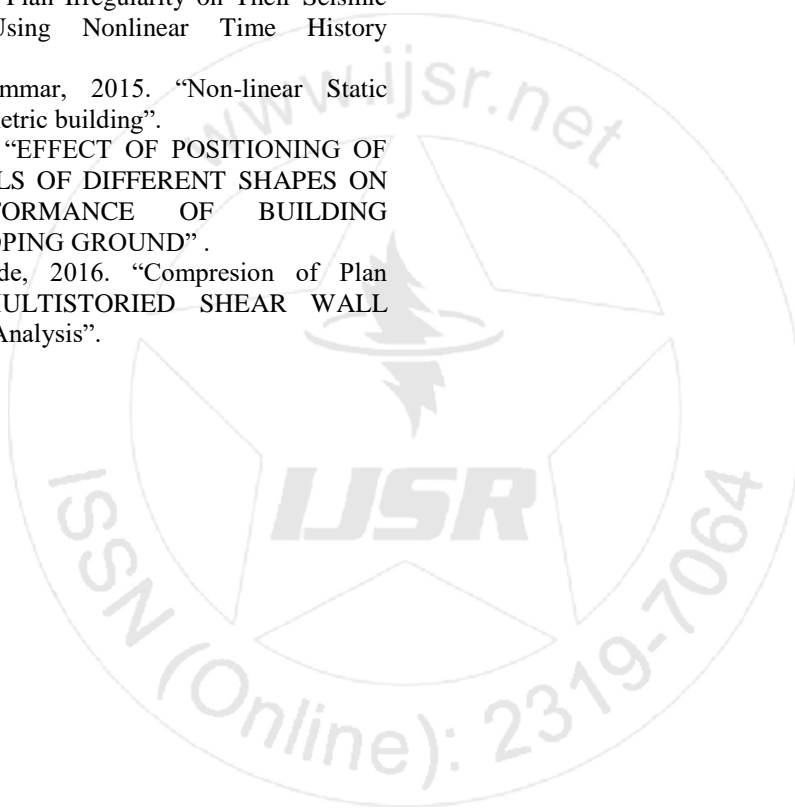 Plan Irregularity on Their Seismic
Using Nonlinear Time History
mmar, 2015. “Non-linear Static
etric building”.
“EFFECT OF POSITIONING OF
LS OF DIFFERENT SHAPES ON
FORMANCE OF BUILDING
OPING GROUND” .
de, 2016. “Compresion of Plan
MULTISTORIED SHEAR WALL
Analysis”.
www.ijsr.net
IJSR
ISSN (Online): 2319-7064